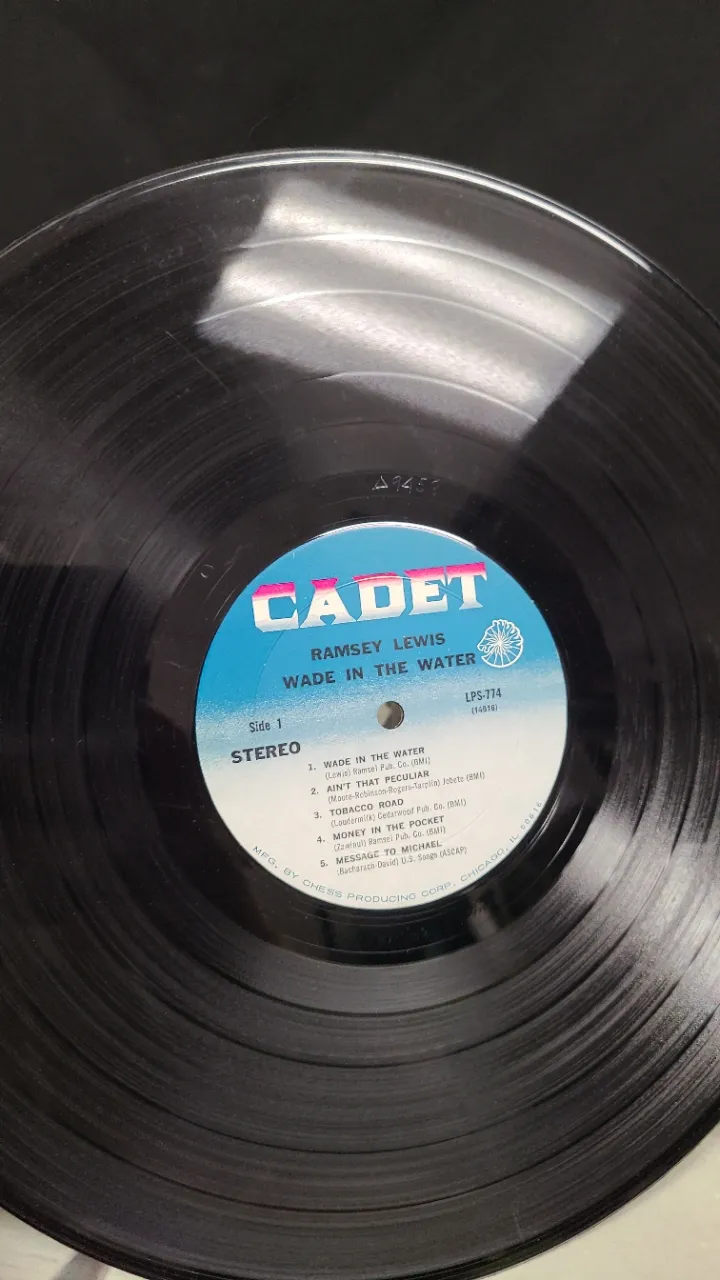 CADET
RAMSEY LEWIS
WADE IN THE WATER
Side 1
LPS-774
(14816)
STEREO
1. WADE IN THE WATER
(Lewis) Ramsel Pub. Co. (BMI)
2. AIN'T THAT PECULIAR
(Moore-Robinson-Rogers-Tarplin) Jobete (BMI)
3. TOBACCO ROAD
(Loudermilk) Cedarwood Pub. Co. (BMI)
4. MONEY IN THE POCKET
(Zawinul) Ramsel Pub. Co. (BMI)
5. MESSAGE TO MICHAEL
(Bacharach-David) U.S. Songs (ASCAP)
MFG. BY CHESS PRODUCING CORP. CHICAGO, IL 60616